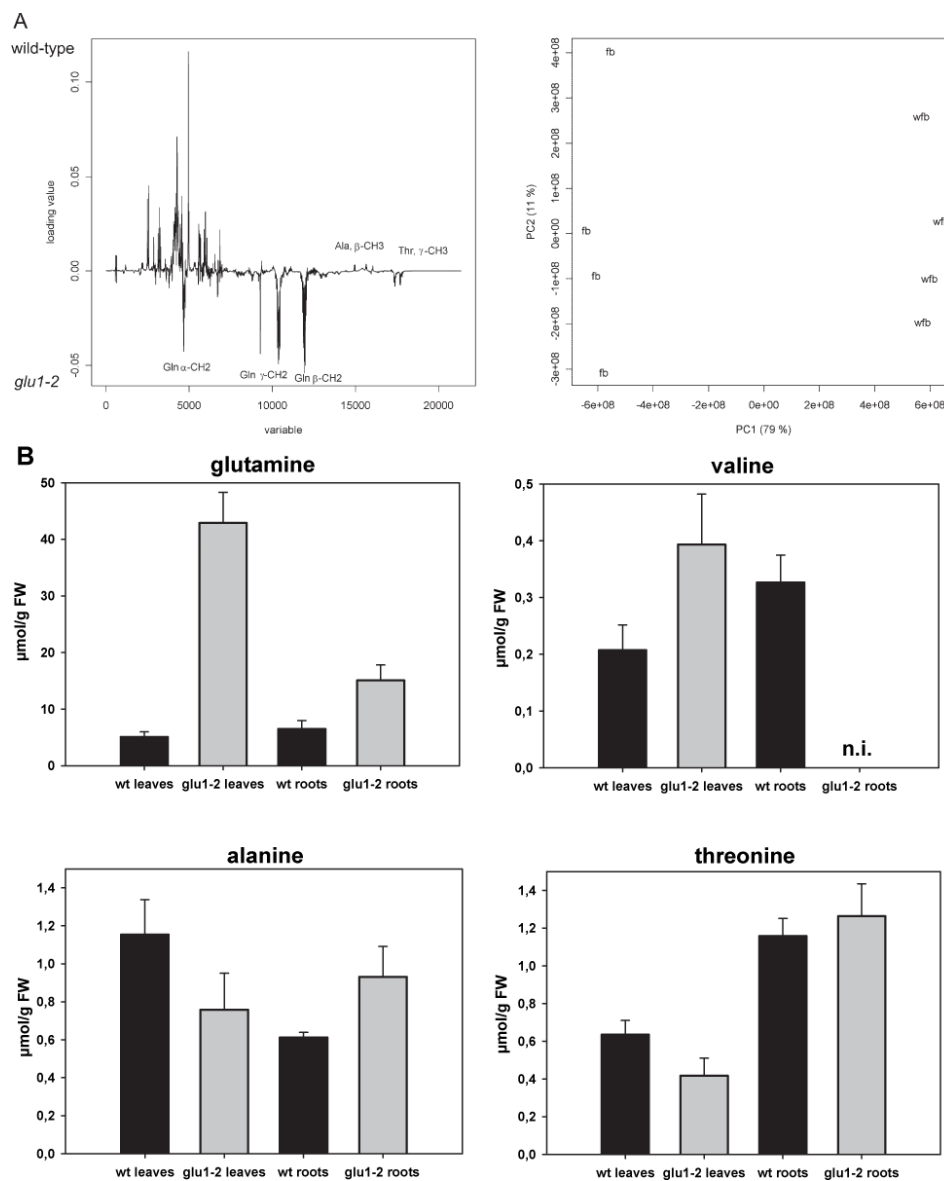 A
wild-type
0.10
0.05
0.00
-0.05
loading value
Ala, β-CH3
Thr, γ-CH3
Gln α-CH2
Gln γ-CH2
Gln β-CH2
glu1-2
0
5000
10000
15000
20000
variable
4e+08
3e+08
2e+08
1e+08
0e+00
-1e+08
-2e+08
-3e+08
PC2 (11 %)
fb
wfb
fb
fb
wfb
wfb
fb
-6e+08
-4e+08
-2e+08
0e+00
2e+08
4e+08
6e+08
PC1 (79 %)
B
glutamine
50
40
30
20
10
0
µmol/g FW
wt leaves
glu1-2 leaves
wt roots
glu1-2 roots
valine
0,5
0,4
0,3
0,2
0,1
0,0
µmol/g FW
n.i.
wt leaves
glu1-2 leaves
wt roots
glu1-2 roots
alanine
1,4
1,2
1,0
0,8
0,6
0,4
0,2
0,0
µmol/g FW
wt leaves
glu1-2 leaves
wt roots
glu1-2 roots
threonine
1,4
1,2
1,0
0,8
0,6
0,4
0,2
0,0
µmol/g FW
wt leaves
glu1-2 leaves
wt roots
glu1-2 roots